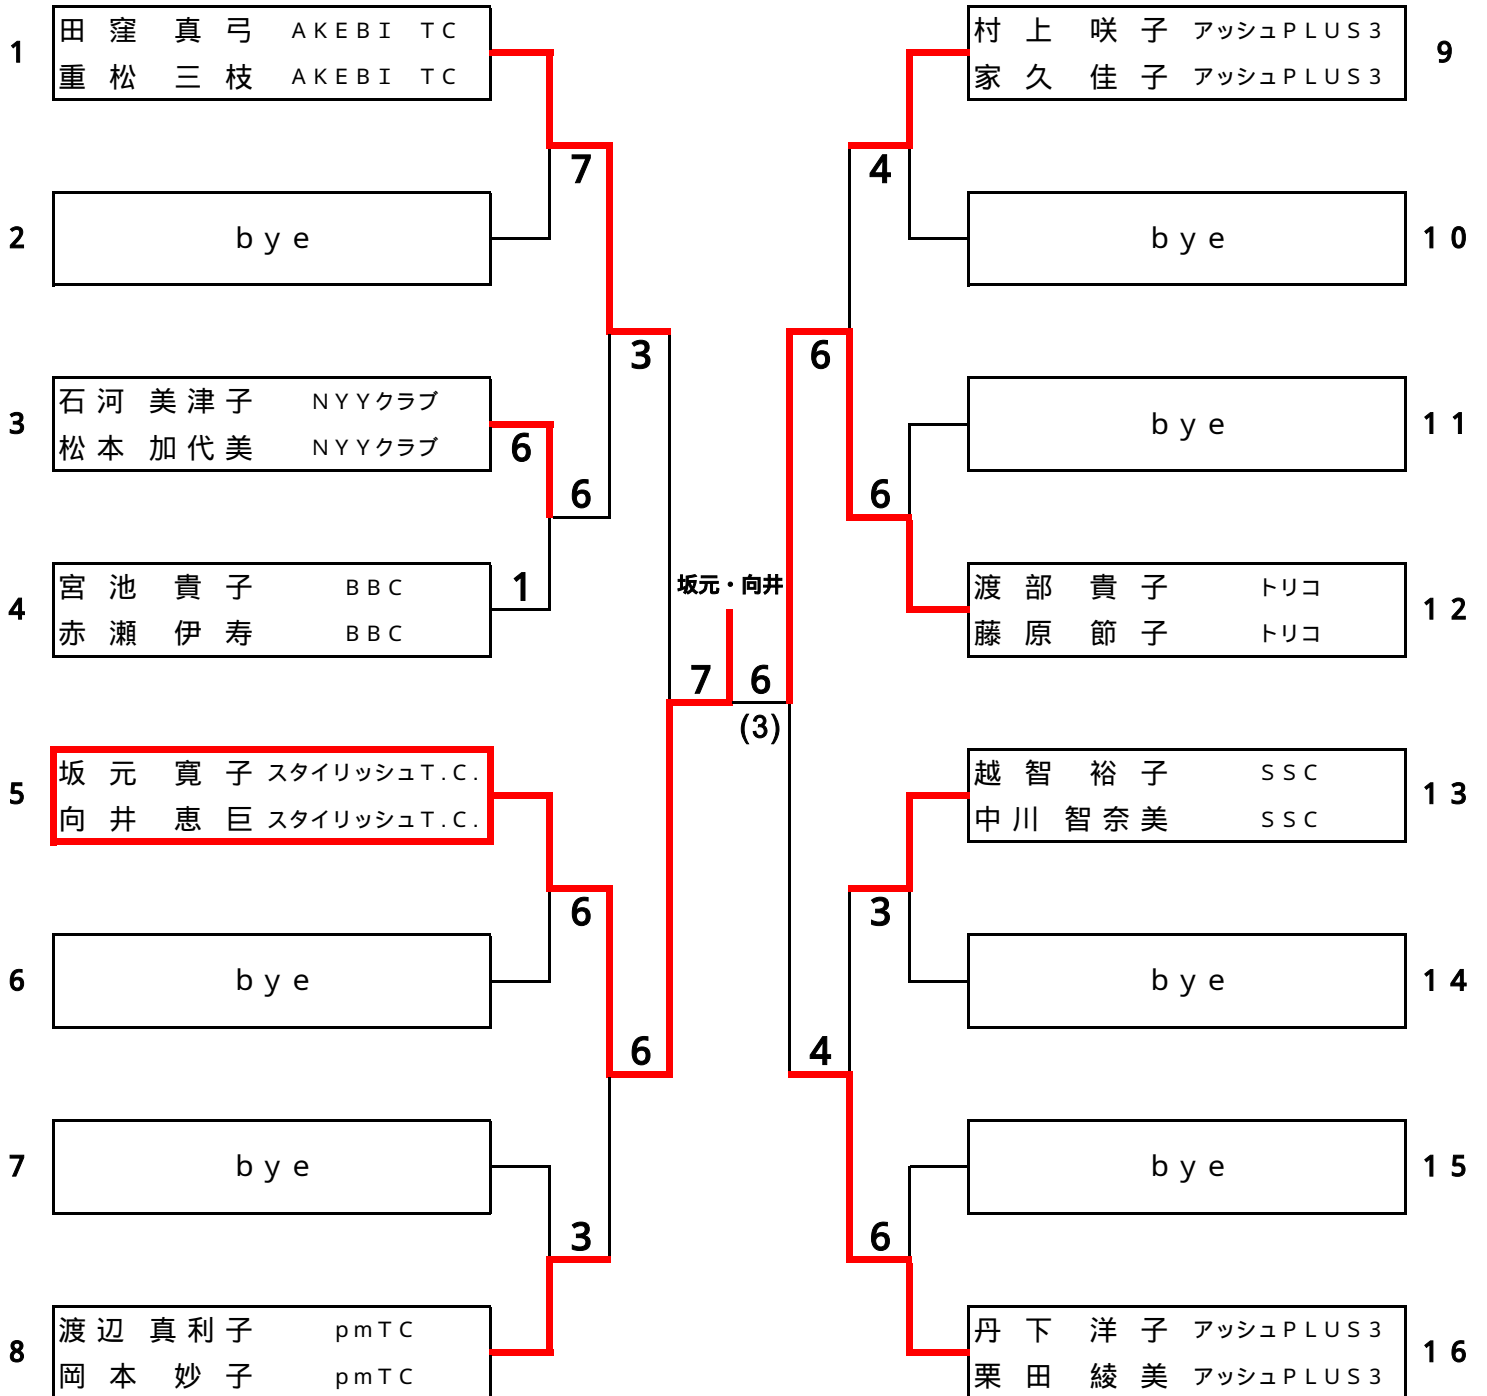 1
田窪 真弓 AKEBI TC
重松 三枝 AKEBI TC
7
2
bye
3
3
石河 美津子 NYYクラブ
松本 加代美 NYYクラブ
6
6
4
宮池 貴子 BBC
赤瀬 伊寿 BBC
1
坂元・向井
7
6
(3)
5
坂元 寛子 スタイリッシュT.C.
向井 恵巨 スタイリッシュT.C.
6
6
bye
6
7
bye
3
8
渡辺 真利子 pmTC
岡本 妙子 pmTC
村上 咲子 アッシュPLUS3
家久 佳子 アッシュPLUS3
9
4
bye
10
6
bye
11
6
渡部 貴子 トリコ
藤原 節子 トリコ
12
越智 裕子 SSC
中川 智奈美 SSC
13
3
bye
14
4
bye
15
6
丹下 洋子 アッシュPLUS3
栗田 綾美 アッシュPLUS3
16